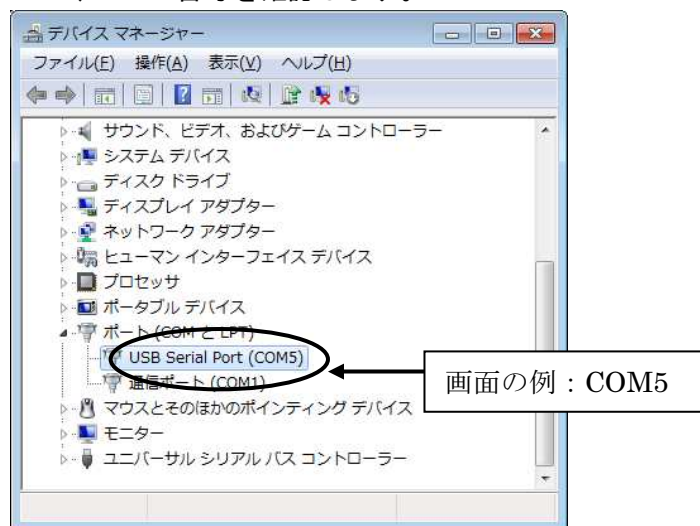 デバイス マネージャー
ファイル(F) 操作(A) 表示(V) ヘルプ(H)
サウンド、ビデオ、およびゲーム コントローラー
システム デバイス
ディスク ドライブ
ディスプレイ アダプター
ネットワーク アダプター
ヒューマン インターフェイス デバイス
プロセッサ
ポータブル デバイス
ポート (COM と LPT)
USB Serial Port (COM5)
通信ポート (COM1)
画面の例：COM5
マウスとそのほかのポインティング デバイス
モニター
ユニバーサル シリアル バス コントローラー